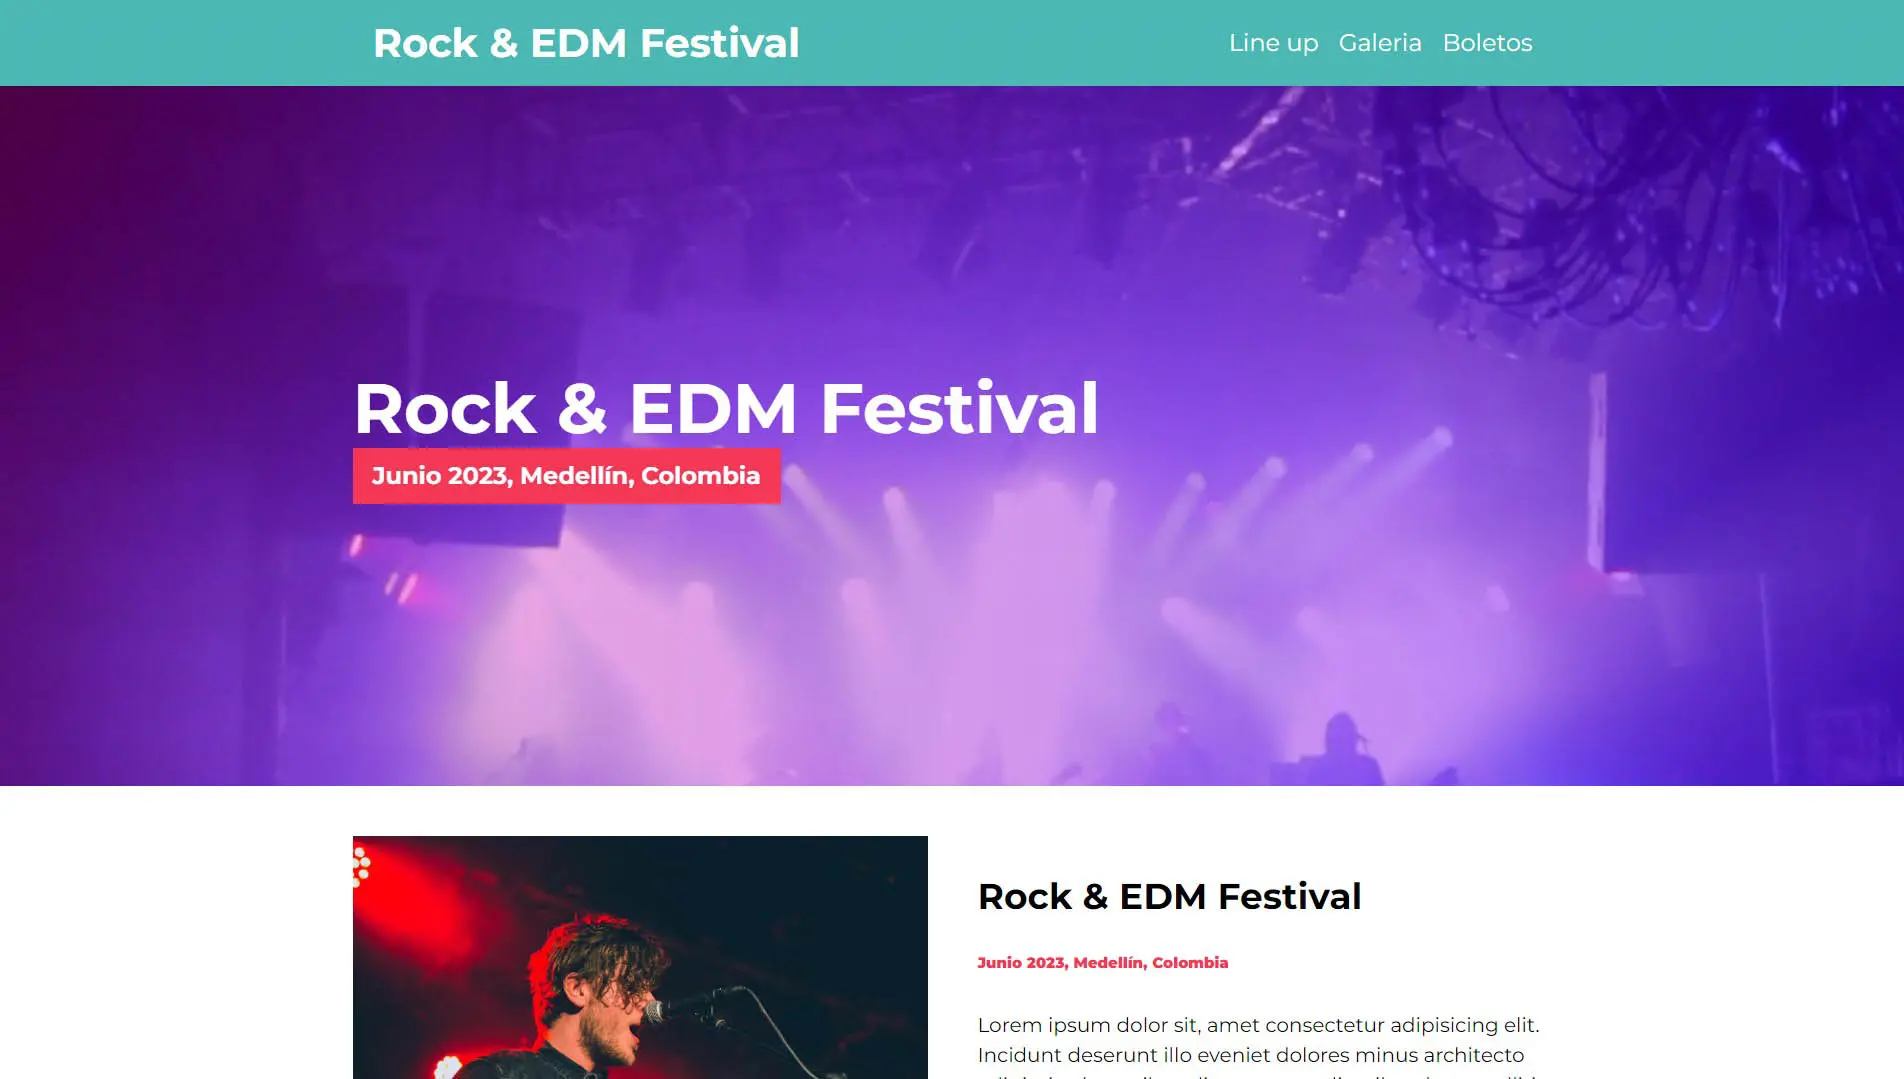 Rock & EDM Festival
Line up Galeria Boletos
Rock & EDM Festival
Junio 2023, Medellín, Colombia
Rock & EDM Festival
Junio 2023, Medellín, Colombia
Lorem ipsum dolor sit, amet consectetur adipisicing elit.
Incidunt deserunt illo eveniet dolores minus architecto